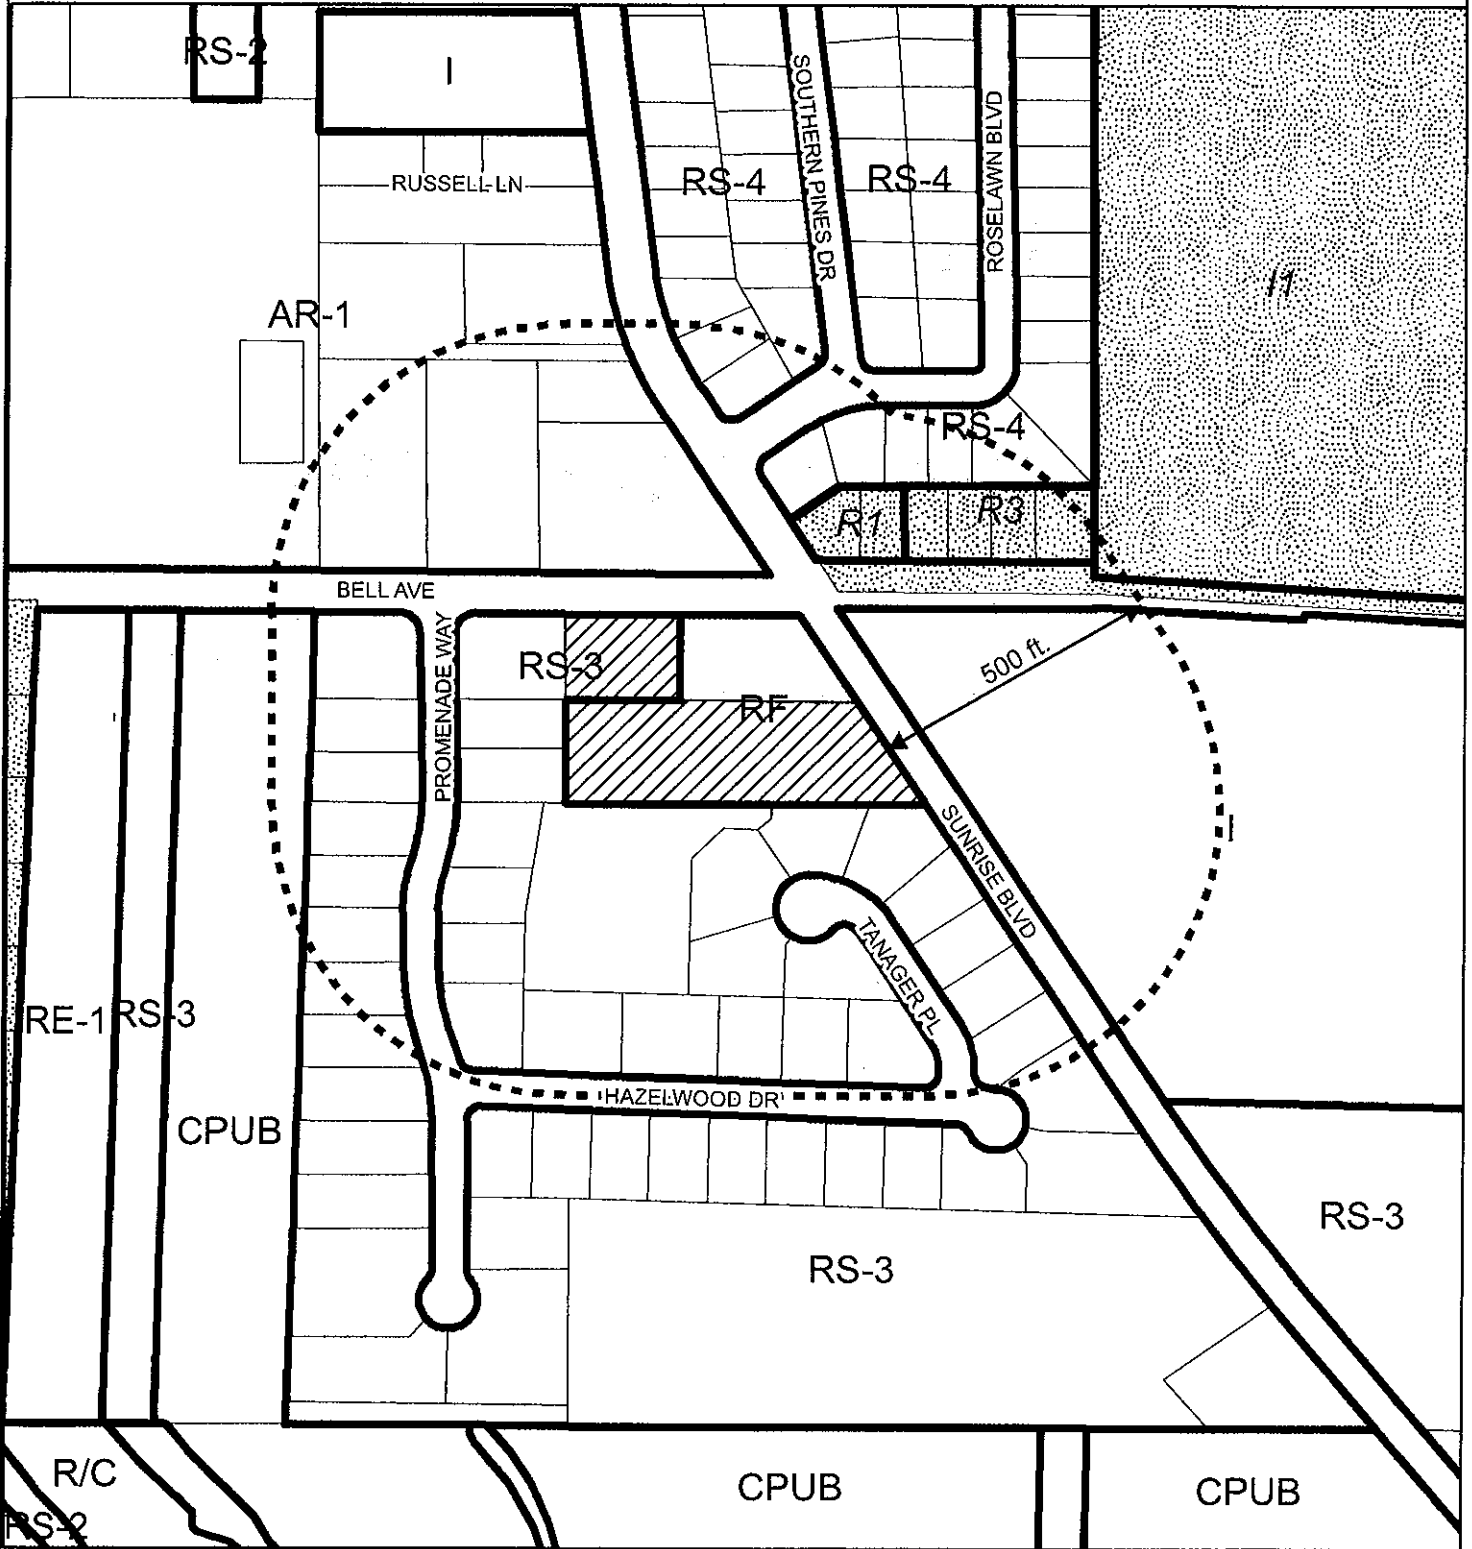 RS-2
I
RUSSELL LN
RS-4
SOUTHERN PINES DR
RS-4
ROSELAWN BLVD
I1
AR-1
RS-4
R1
R3
BELL AVE
PROMENADE WAY
RS-3
RF
500 ft.
SUNRISE BLVD
I
TANAGER PL
RE-1
RS-3
HAZELWOOD DR
CPUB
RS-3
RS-3
R/C
CPUB
CPUB
RS-2